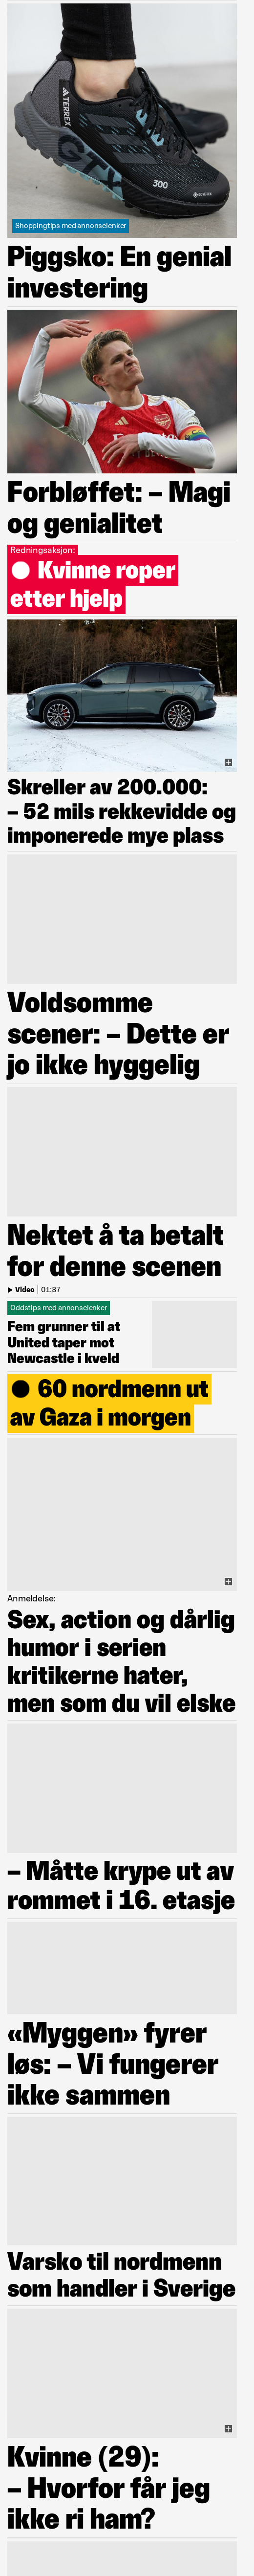 TERREX
GTX
300
GORE-TEX
Shoppingtips med annonselenker
Piggsko: En genial
investering
Forbløffet: – Magi
og genialitet
Redningsaksjon:
Kvinne roper
etter hjelp
Skreller av 200.000:
– 52 mils rekkevidde og
imponerede mye plass
Voldsomme
scener: – Dette er
jo ikke hyggelig
Nektet å ta betalt
for denne scenen
Video | 01:37
Oddstips med annonselenker
Fem grunner til at
United taper mot
Newcastle i kveld
60 nordmenn ut
av Gaza i morgen
Anmeldelse:
Sex, action og dårlig
humor i serien
kritikerne hater,
men som du vil elske
– Måtte krype ut av
rommet i 16. etasje
«Myggen» fyrer
løs: – Vi fungerer
ikke sammen
Varsko til nordmenn
som handler i Sverige
Kvinne (29):
– Hvorfor får jeg
ikke ri ham?